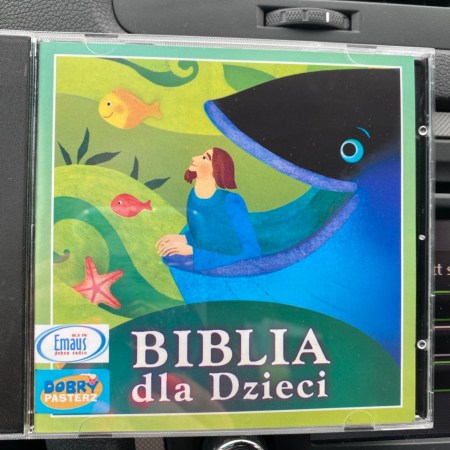 BIBLIA
dla Dzieci
Emaus
dobre radio
DOBRY
PASTERZ